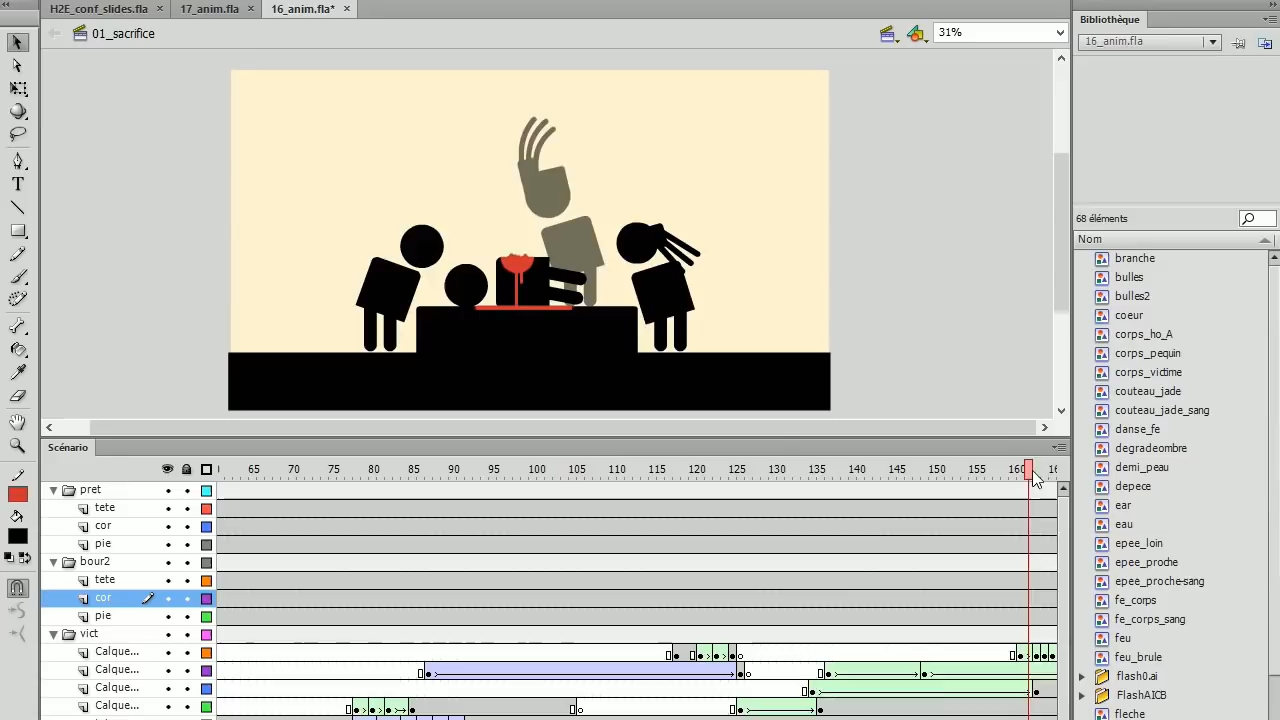 H2E_conf_slides.fla × 17_anim.fla × 16_anim.fla* ×
01_sacrifice
31%
Bibliothèque
16_anim.fla
68 éléments
Nom
branche
bulles
bulles2
coeur
corps_ho_A
corps_pequin
corps_victime
couteau_jade
couteau_jade_sang
danse_fe
degradeombre
demi_peau
depece
ear
eau
epee_loin
epee_proche
epee_proche-sang
fe_corps
fe_corps_sang
feu
feu_brule
flash0.ai
FlashAICB
fleche
Scénario
65 70 75 80 85 90 95 100 105 110 115 120 125 130 135 140 145 150 155 160
pret
tete
cor
pie
bour2
tete
cor
pie
vict
Calque...
Calque...
Calque...
Calque...